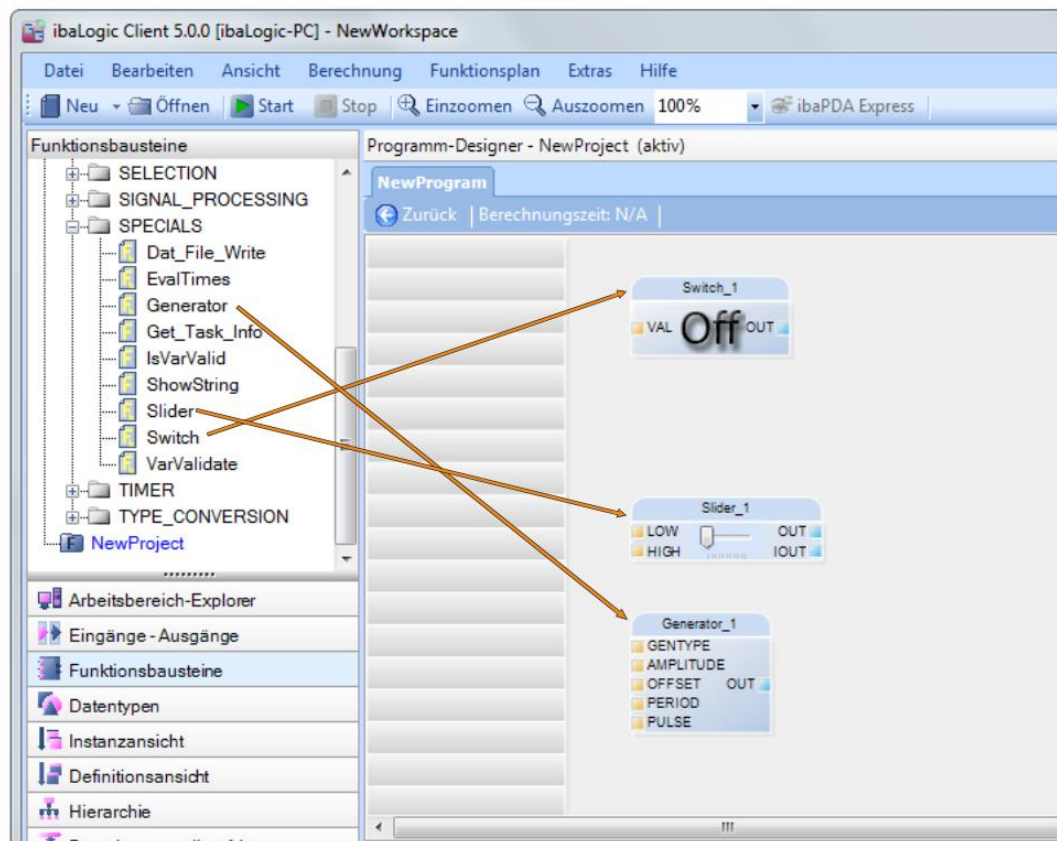 ibaLogic Client 5.0.0 [ibaLogic-PC] - NewWorkspace
Datei Bearbeiten Ansicht Berechnung Funktionsplan Extras Hilfe
Neu Öffnen Start Stop Einzoomen Auszoomen 100% ibaPDA Express
Funktionsbausteine
SELECTION
SIGNAL_PROCESSING
SPECIALS
Dat_File_Write
EvalTimes
Generator
Get_Task_Info
IsVarValid
ShowString
Slider
Switch
VarValidate
TIMER
TYPE_CONVERSION
NewProject
Arbeitsbereich-Explorer
Eingänge - Ausgänge
Funktionsbausteine
Datentypen
Instanzansicht
Definitionsansicht
Hierarchie
Programm-Designer - NewProject (aktiv)
NewProgram
Zurück | Berechnungszeit: N/A |
Switch_1
VAL Off OUT
Slider_1
LOW OUT
HIGH IOUT
Generator_1
GENTYPE
AMPLITUDE
OFFSET OUT
PERIOD
PULSE